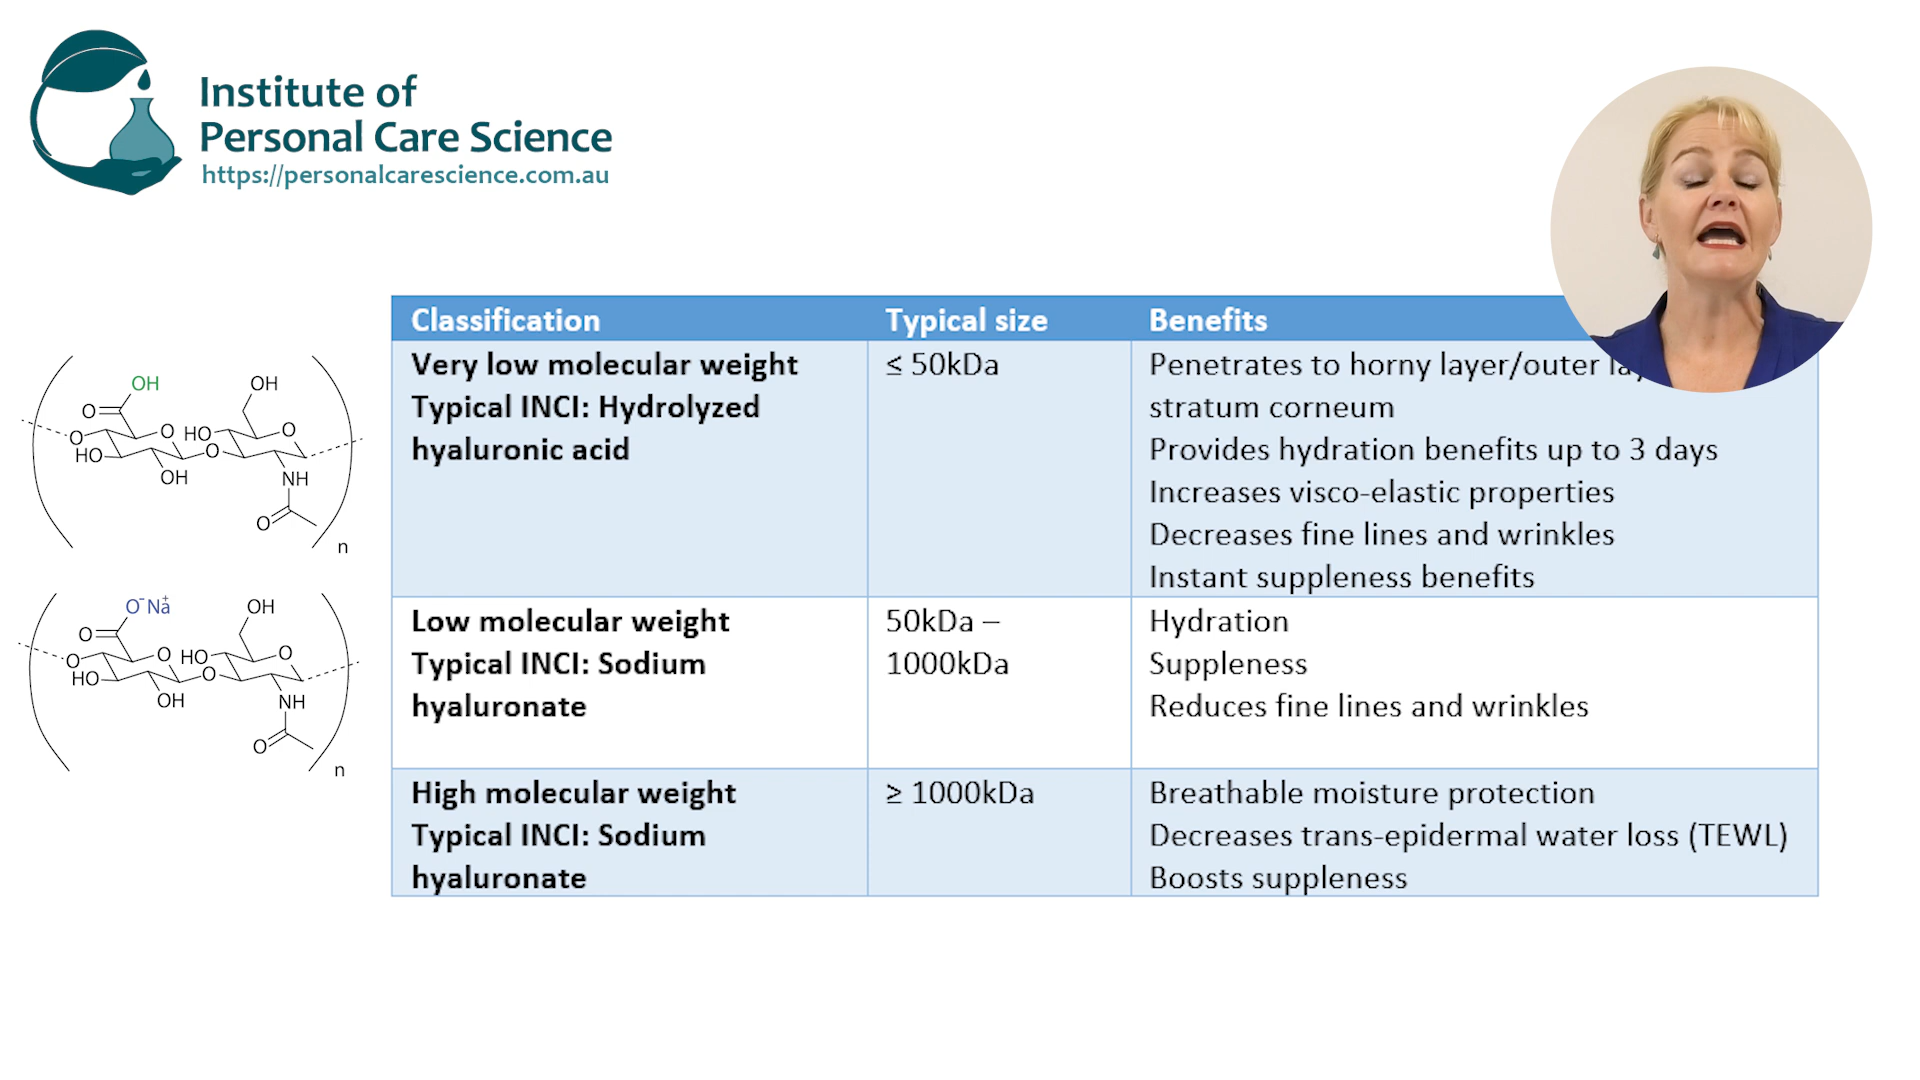 Institute of
Personal Care Science
https://personalcarescience.com.au
Classification
Typical size
Benefits
Very low molecular weight
Typical INCI: Hydrolyzed
hyaluronic acid
≤ 50kDa
Penetrates to horny layer/outer
stratum corneum
Provides hydration benefits up to 3 days
Increases visco-elastic properties
Decreases fine lines and wrinkles
Instant suppleness benefits
Low molecular weight
Typical INCI: Sodium
hyaluronate
50kDa –
1000kDa
Hydration
Suppleness
Reduces fine lines and wrinkles
High molecular weight
Typical INCI: Sodium
hyaluronate
≥ 1000kDa
Breathable moisture protection
Decreases trans-epidermal water loss (TEWL)
Boosts suppleness
OH
OH
O
O
O
HO
O
HO
O
OH
NH
O
n
O⁻Na⁺
OH
O
O
O
HO
O
HO
O
OH
NH
O
n